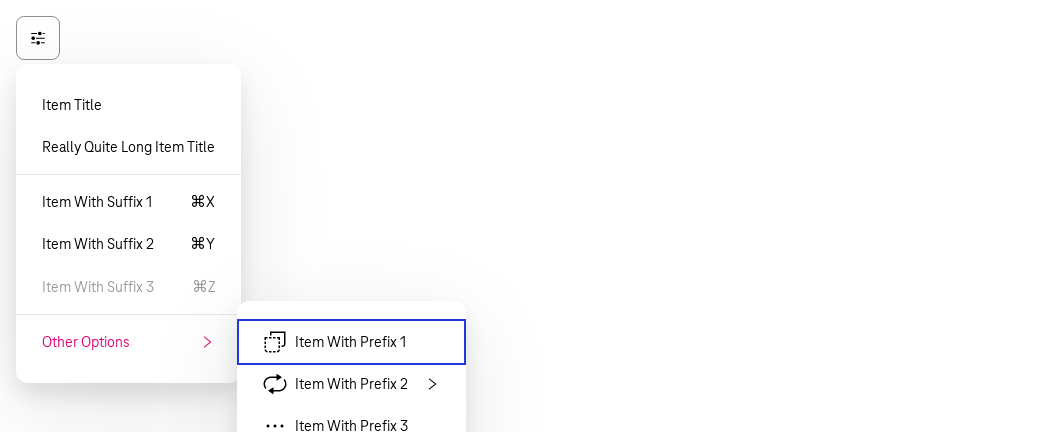 Item Title
Really Quite Long Item Title
Item With Suffix 1 ⌘X
Item With Suffix 2 ⌘Y
Item With Suffix 3 ⌘Z
Other Options
Item With Prefix 1
Item With Prefix 2
Item With Prefix 3